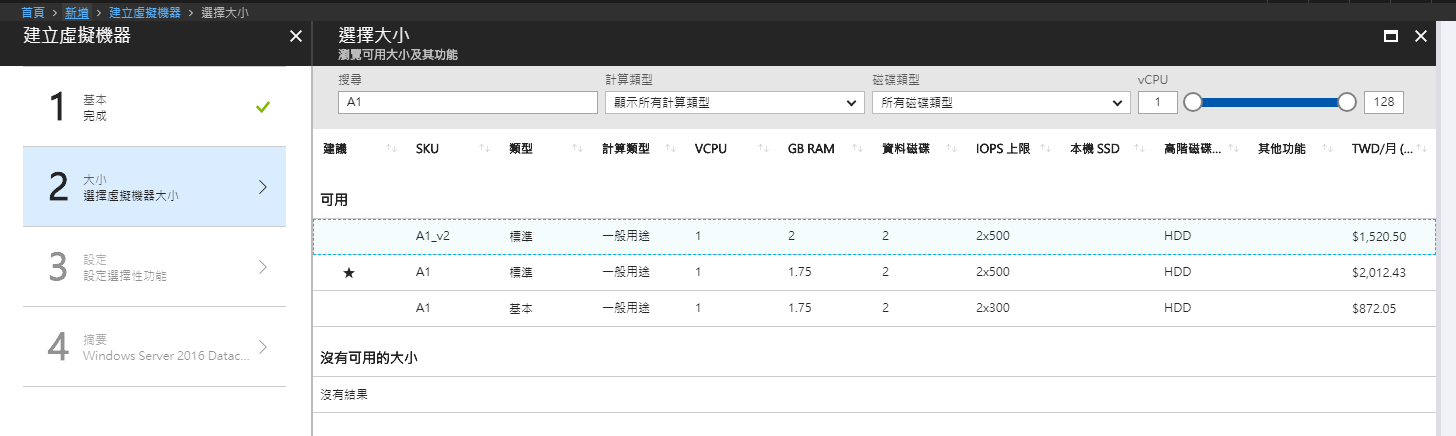 首頁 > 新增 > 建立虛擬機器 > 選擇大小
建立虛擬機器
1 基本
完成
2 大小
選擇虛擬機器大小
3 設定
設定選擇性功能
4 摘要
Windows Server 2016 Datac...
選擇大小
瀏覽可用大小及其功能
搜尋 計算類型 磁碟類型 vCPU
A1 顯示所有計算類型 所有磁碟類型 1 128
建議 SKU 類型 計算類型 VCPU GB RAM 資料磁碟 IOPS 上限 本機 SSD 高階磁碟... 其他功能 TWD/月 (...
可用
A1_v2 標準 一般用途 1 2 2 2x500 HDD $1,520.50
★ A1 標準 一般用途 1 1.75 2 2x500 HDD $2,012.43
A1 基本 一般用途 1 1.75 2 2x300 HDD $872.05
沒有可用的大小
沒有結果